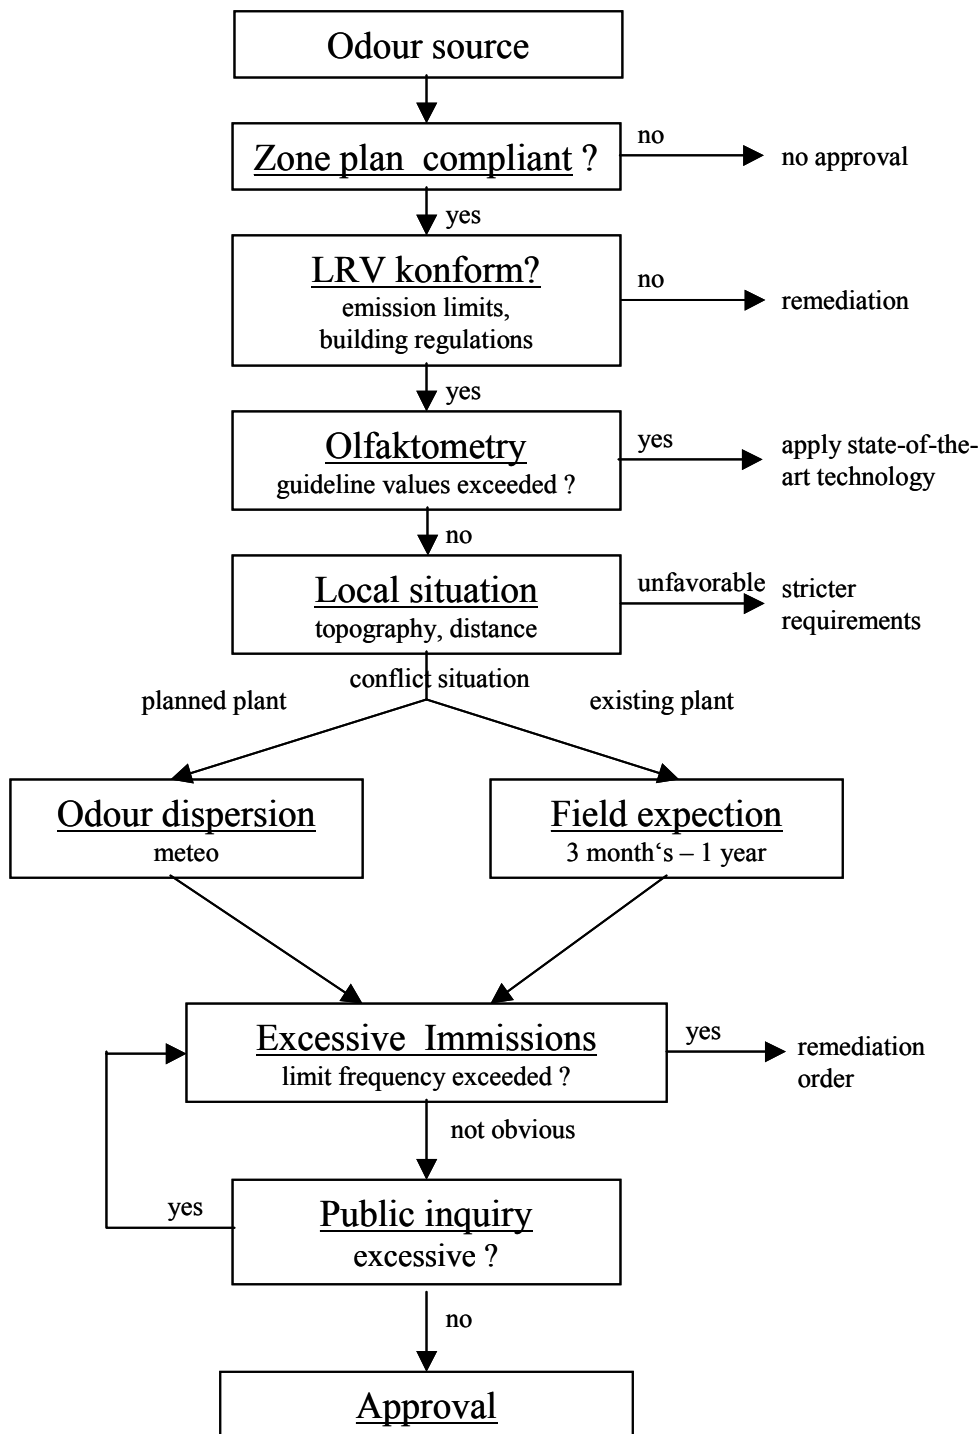 Odour source
Zone plan compliant ?
no
no approval
yes
LRV konform?
emission limits,
building regulations
no
remediation
yes
Olfaktometry
guideline values exceeded ?
yes
apply state-of-the-
art technology
no
Local situation
topography, distance
unfavorable
stricter
requirements
conflict situation
planned plant
existing plant
Odour dispersion
meteo
Field expection
3 month‘s – 1 year
Excessive Immissions
limit frequency exceeded ?
yes
remediation
order
not obvious
Public inquiry
excessive ?
yes
no
Approval